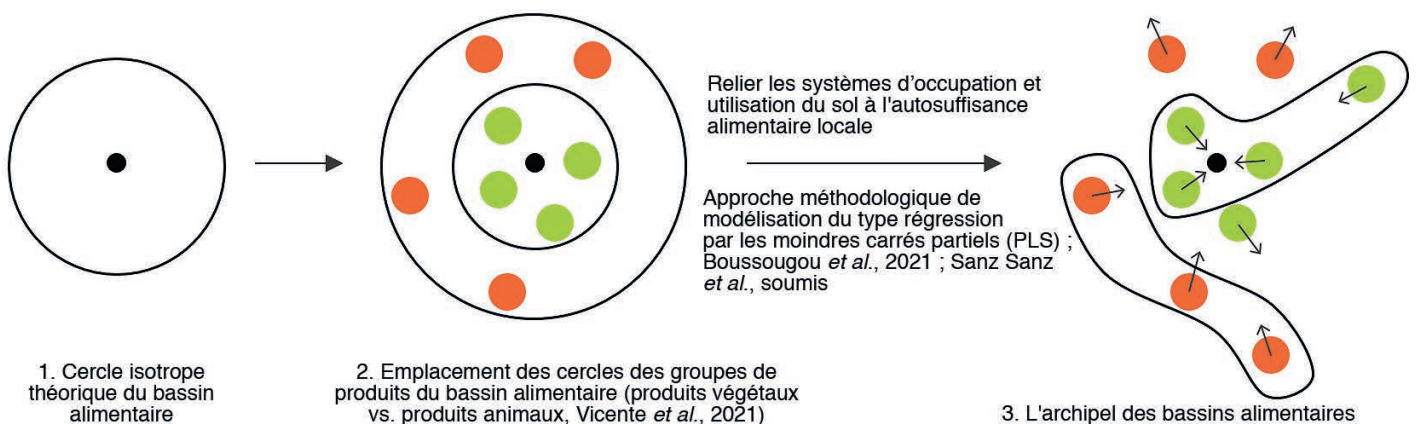 Relier les systèmes d'occupation et
utilisation du sol à l'autosuffisance
alimentaire locale
Approche méthodologique de
modélisation du type régression
par les moindres carrés partiels (PLS) ;
Boussougou et al., 2021 ; Sanz Sanz
et al., soumis
1. Cercle isotrope
théorique du bassin
alimentaire
2. Emplacement des cercles des groupes de
produits du bassin alimentaire (produits végétaux
vs. produits animaux, Vicente et al., 2021)
3. L'archipel des bassins alimentaires